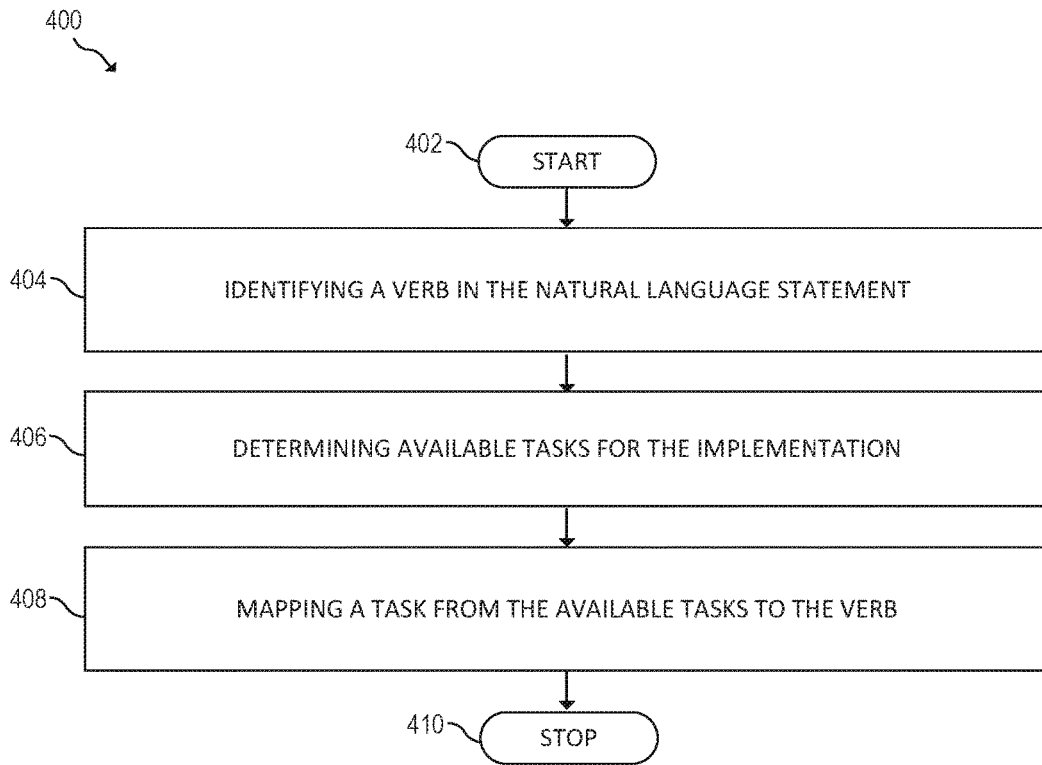 400
402
START
404
IDENTIFYING A VERB IN THE NATURAL LANGUAGE STATEMENT
406
DETERMINING AVAILABLE TASKS FOR THE IMPLEMENTATION
408
MAPPING A TASK FROM THE AVAILABLE TASKS TO THE VERB
410
STOP